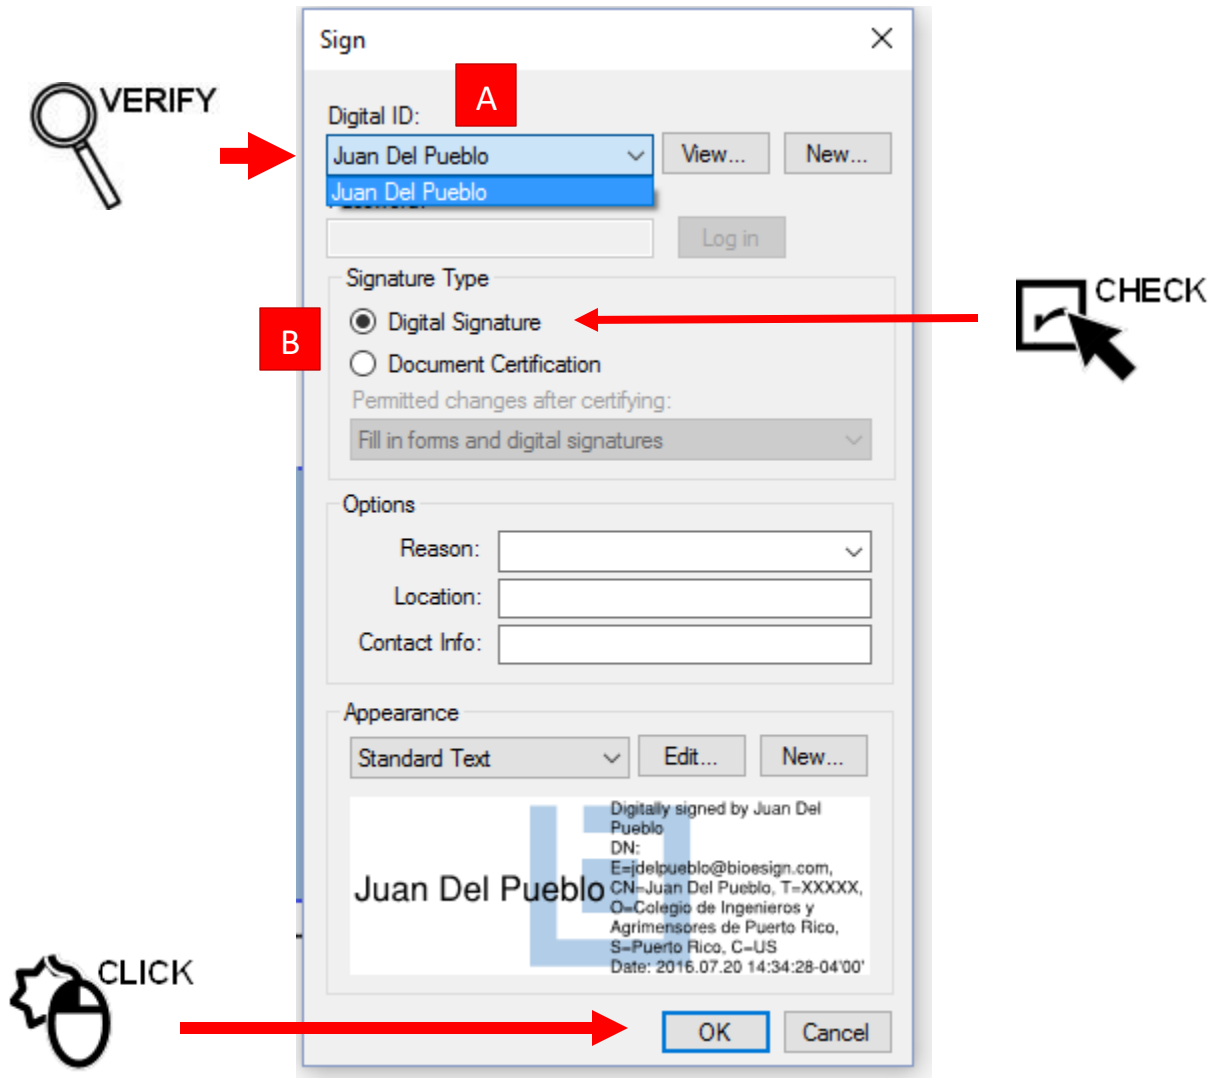 Sign
A
VERIFY
Digital ID:
Juan Del Pueblo
View...
New...
Juan Del Pueblo
Log in
Signature Type
CHECK
Digital Signature
B
Document Certification
Permitted changes after certifying:
Fill in forms and digital signatures
Options
Reason:
Location:
Contact Info:
Appearance
Standard Text
Edit...
New...
Juan Del Pueblo
Digitally signed by Juan Del
Pueblo
DN:
E=jdelpueblo@bioesign.com,
CN=Juan Del Pueblo, T=XXXXX,
O=Colegio de Ingenieros y
Agrimensores de Puerto Rico,
S=Puerto Rico, C=US
Date: 2016.07.20 14:34:28-04'00'
CLICK
OK
Cancel